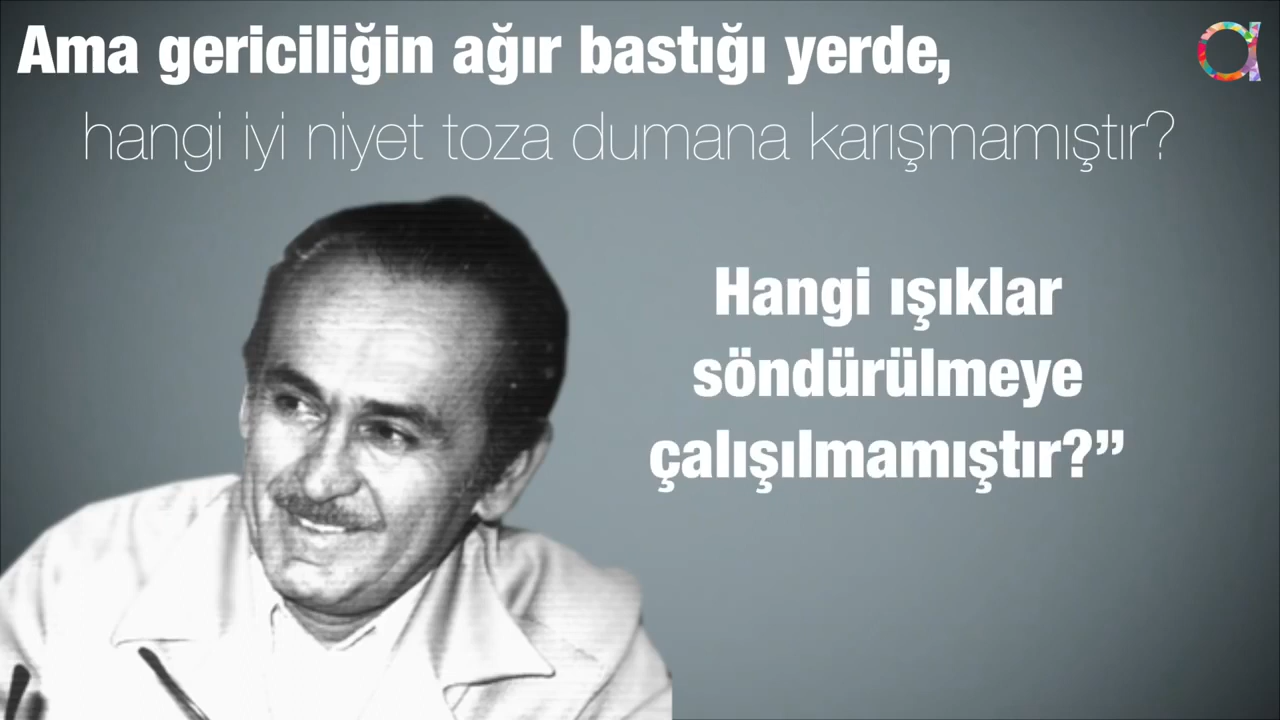 Ama gericiliğin ağır bastığı yerde,
hangi iyi niyet toza dumana karışmamıştır?
Hangi ışıklar
söndürülmeye
çalışılmamıştır?”